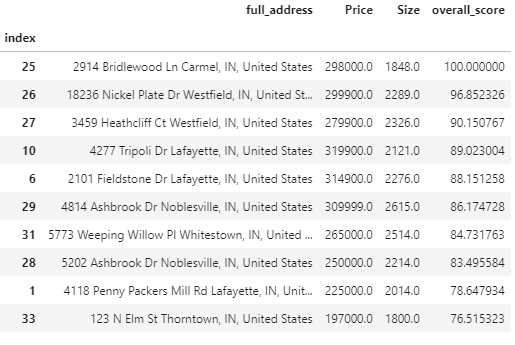 full_address Price Size overall_score
index
25 2914 Bridlewood Ln Carmel, IN, United States 298000.0 1848.0 100.000000
26 18236 Nickel Plate Dr Westfield, IN, United St... 299900.0 2289.0 96.852326
27 3459 Heathcliff Ct Westfield, IN, United States 279900.0 2326.0 90.150767
10 4277 Tripoli Dr Lafayette, IN, United States 319900.0 2121.0 89.023004
6 2101 Fieldstone Dr Lafayette, IN, United States 314900.0 2276.0 88.151258
29 4814 Ashbrook Dr Noblesville, IN, United States 309999.0 2615.0 86.174728
31 5773 Weeping Willow Pl Whitestown, IN, United ... 265000.0 2514.0 84.731763
28 5202 Ashbrook Dr Noblesville, IN, United States 250000.0 2214.0 83.495584
1 4118 Penny Packers Mill Rd Lafayette, IN, Unit... 225000.0 2014.0 78.647934
33 123 N Elm St Thorntown, IN, United States 197000.0 1800.0 76.515323